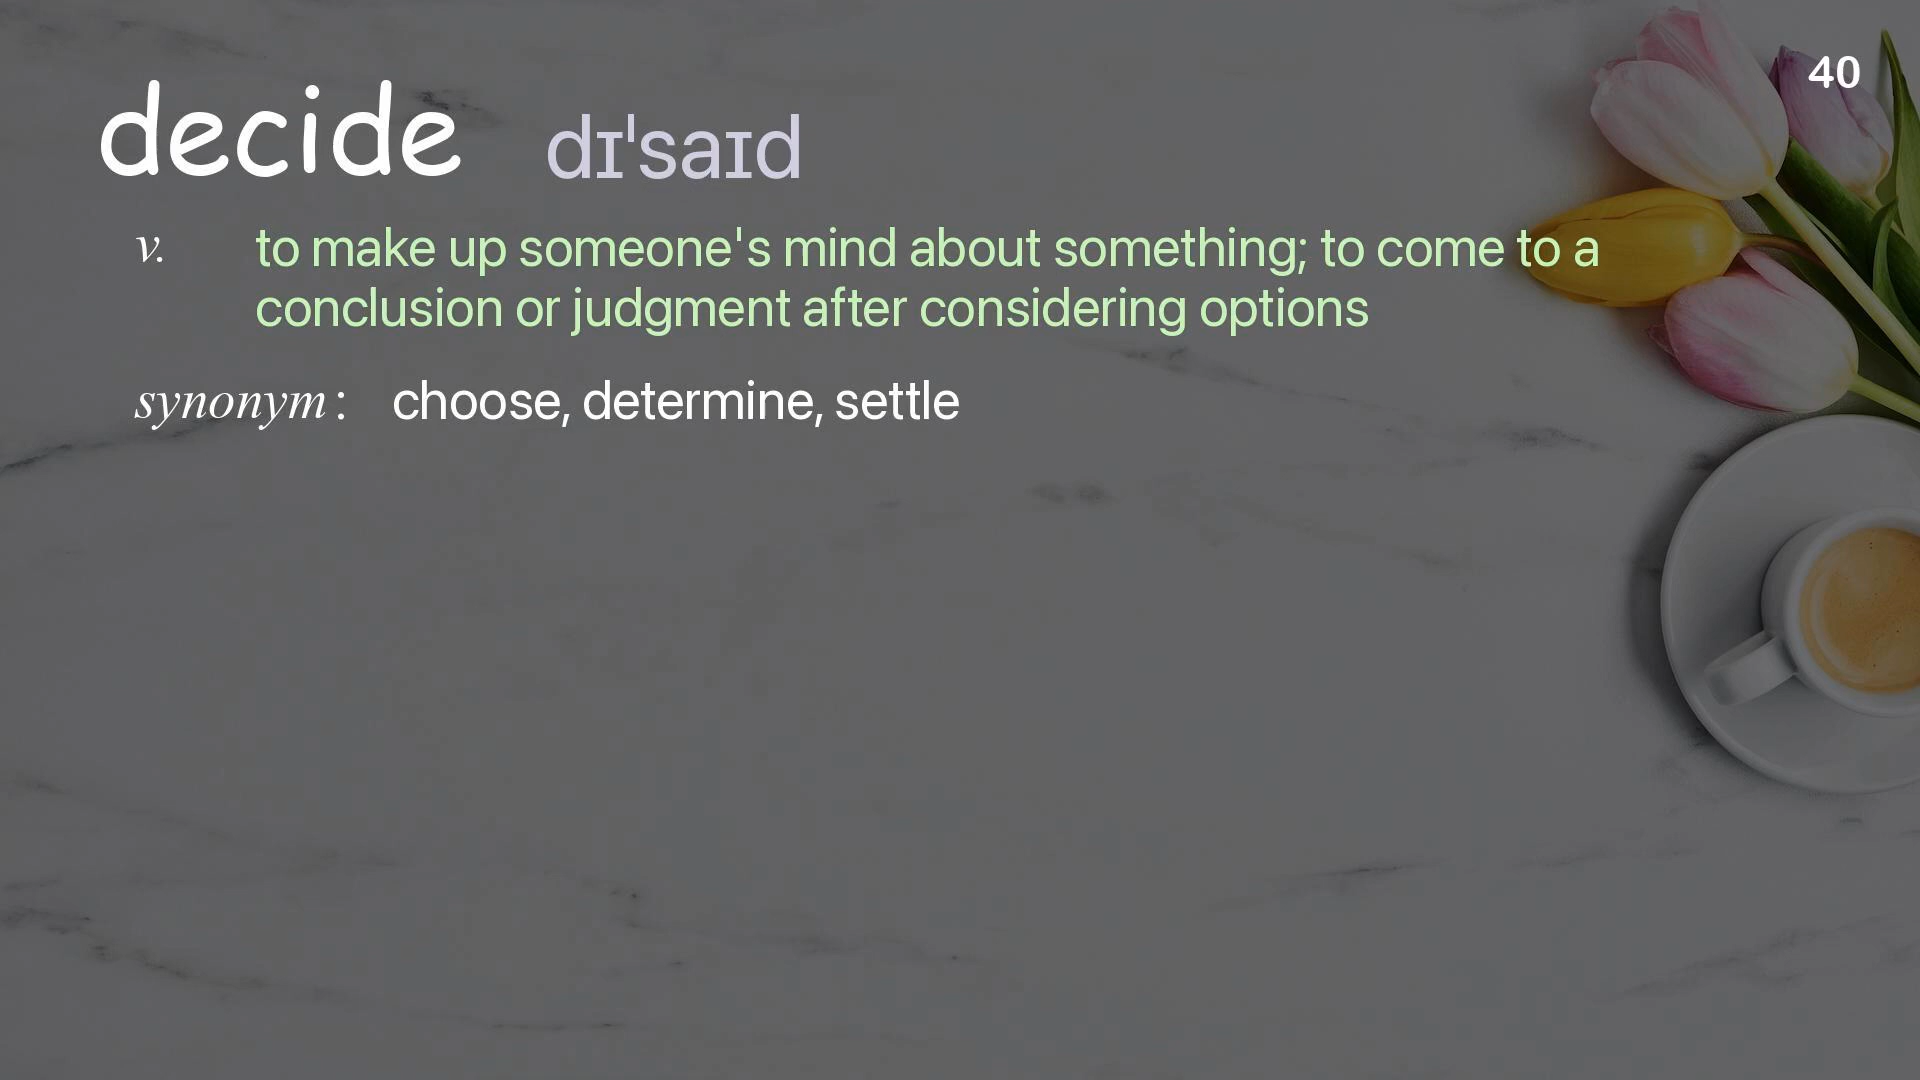 40
decide dɪˈsaɪd
v. to make up someone's mind about something; to come to a
conclusion or judgment after considering options
synonym : choose, determine, settle